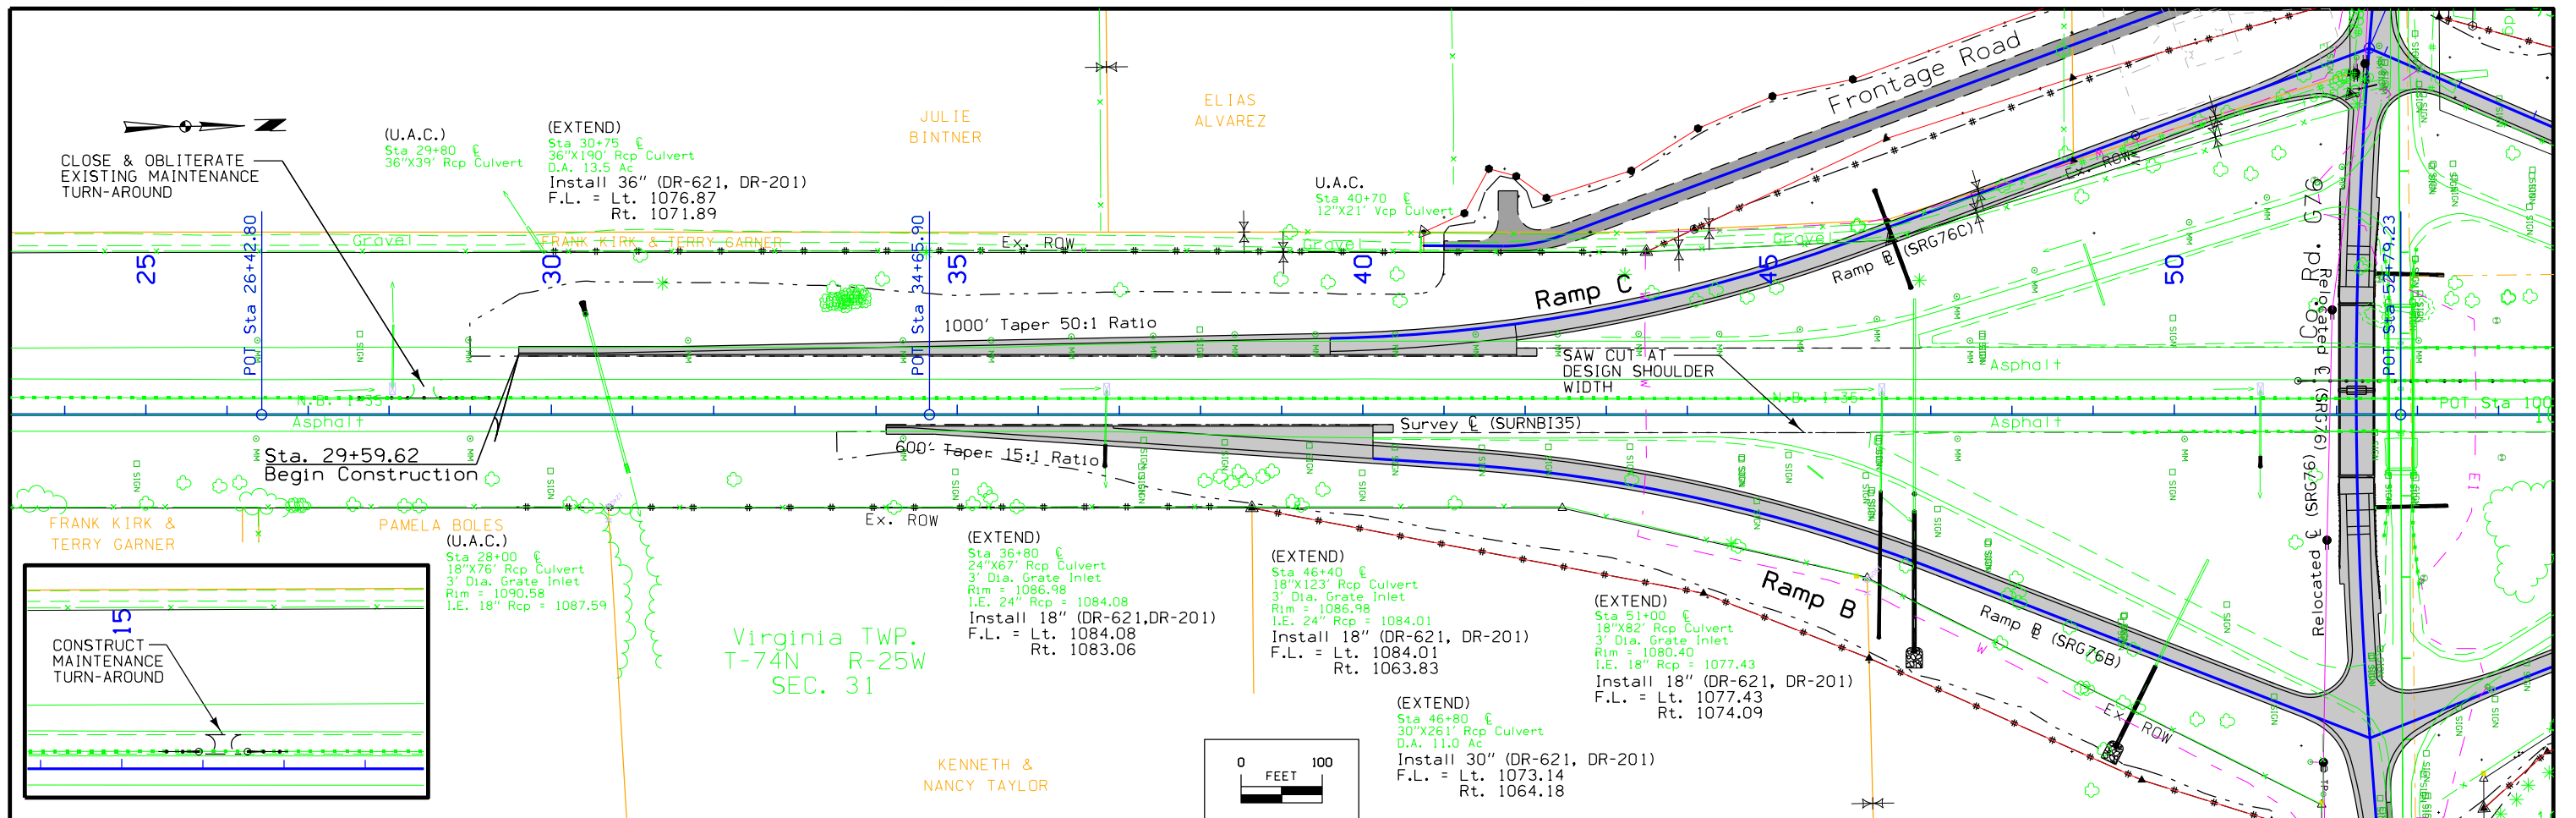 CLOSE & OBLITERATE
EXISTING MAINTENANCE
TURN-AROUND
(U.A.C.)
Sta 29+80 ℄
36"X39' Rcp Culvert
(EXTEND)
Sta 30+75 ℄
36"X190' Rcp Culvert
D.A. 13.5 Ac
Install 36" (DR-621, DR-201)
F.L. = Lt. 1076.87
Rt. 1071.89
JULIE
BINTNER
ELIAS
ALVAREZ
U.A.C.
Sta 40+70 ℄
12"X21' Vcp Culvert
Frontage Road
Gravel
FRANK KIRK & TERRY GARNER
Ex. ROW
Gravel
Gravel
Ex. ROW
25
POT Sta 26+42.80
30
POT Sta 34+65.90
35
40
45
50
POT Sta 52+79.23
G76 Co. Rd.
Relocated ℄ (SRG76)
Relocated ℄ (SRG76)
Ramp C
Ramp ℄ (SRG76C)
1000' Taper 50:1 Ratio
SAW CUT AT
DESIGN SHOULDER
WIDTH
Asphalt
N.B. I-35
N.B. I-35
Asphalt
Asphalt
POT Sta 100
Survey ℄ (SURNBI35)
Sta. 29+59.62
Begin Construction
600' Taper 15:1 Ratio
FRANK KIRK &
TERRY GARNER
PAMELA BOLES
(U.A.C.)
Sta 28+00 ℄
18"X76' Rcp Culvert
3' Dia. Grate Inlet
Rim = 1090.58
I.E. 18" Rcp = 1087.59
Ex. ROW
(EXTEND)
Sta 36+80 ℄
24"X67' Rcp Culvert
3' Dia. Grate Inlet
Rim = 1086.98
I.E. 24" Rcp = 1084.08
Install 18" (DR-621,DR-201)
F.L. = Lt. 1084.08
Rt. 1083.06
(EXTEND)
Sta 46+40 ℄
18"X123' Rcp Culvert
3' Dia. Grate Inlet
Rim = 1086.98
I.E. 24" Rcp = 1084.01
Install 18" (DR-621, DR-201)
F.L. = Lt. 1084.01
Rt. 1063.83
(EXTEND)
Sta 51+00 ℄
18"X82' Rcp Culvert
3' Dia. Grate Inlet
Rim = 1080.40
I.E. 18" Rcp = 1077.43
Install 18" (DR-621, DR-201)
F.L. = Lt. 1077.43
Rt. 1074.09
(EXTEND)
Sta 46+80 ℄
30"X261' Rcp Culvert
D.A. 11.0 Ac
Install 30" (DR-621, DR-201)
F.L. = Lt. 1073.14
Rt. 1064.18
Ramp B
Ramp ℄ (SRG76B)
Ex. ROW
Virginia TWP.
T-74N R-25W
SEC. 31
KENNETH &
NANCY TAYLOR
15
CONSTRUCT
MAINTENANCE
TURN-AROUND
0 100
FEET